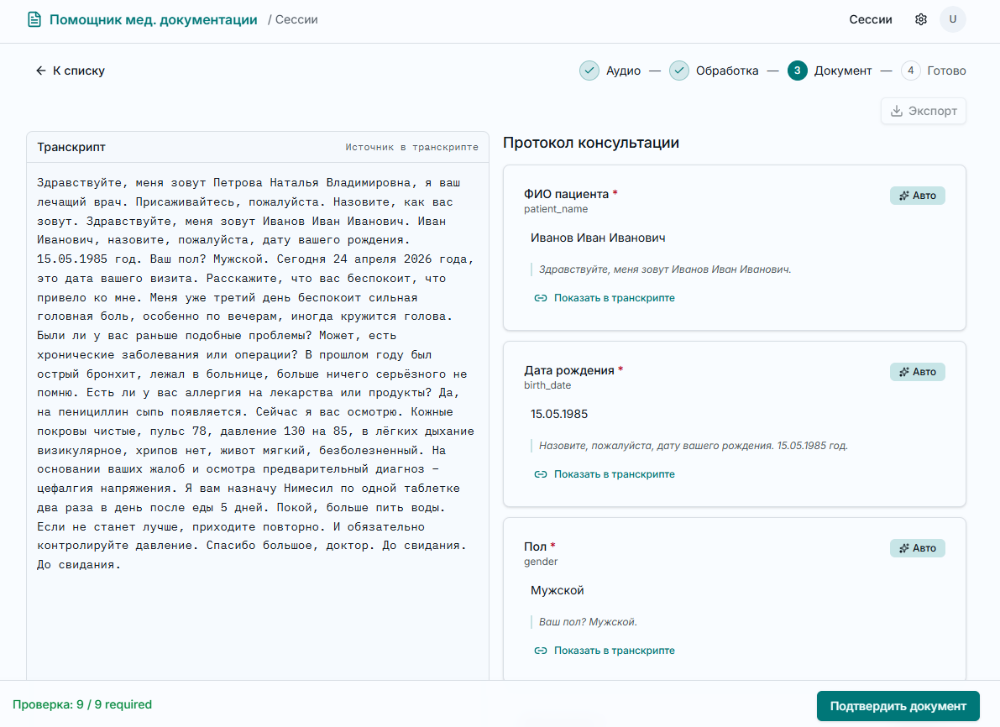 Помощник мед. документации / Сессии
Сессии
U
К списку
Аудио — Обработка — 3 Документ — 4 Готово
Экспорт
Транскрипт
Источник в транскрипте
Здравствуйте, меня зовут Петрова Наталья Владимировна, я ваш
лечащий врач. Присаживайтесь, пожалуйста. Назовите, как вас
зовут. Здравствуйте, меня зовут Иванов Иван Иванович. Иван
Иванович, назовите, пожалуйста, дату вашего рождения.
15.05.1985 год. Ваш пол? Мужской. Сегодня 24 апреля 2026 года,
это дата вашего визита. Расскажите, что вас беспокоит, что
привело ко мне. Меня уже третий день беспокоит сильная
головная боль, особенно по вечерам, иногда кружится голова.
Были ли у вас раньше подобные проблемы? Может, есть
хронические заболевания или операции? В прошлом году был
острый бронхит, лежал в больнице, больше ничего серьёзного не
помню. Есть ли у вас аллергия на лекарства или продукты? Да,
на пенициллин сыпь появляется. Сейчас я вас осмотрю. Кожные
покровы чистые, пульс 78, давление 130 на 85, в лёгких дыхание
визикулярное, хрипов нет, живот мягкий, безболезненный. На
основании ваших жалоб и осмотра предварительный диагноз –
цефалгия напряжения. Я вам назначу Нимесил по одной таблетке
два раза в день после еды 5 дней. Покой, больше пить воды.
Если не станет лучше, приходите повторно. И обязательно
контролируйте давление. Спасибо большое, доктор. До свидания.
До свидания.
Протокол консультации
ФИО пациента *
Авто
patient_name
Иванов Иван Иванович
Здравствуйте, меня зовут Иванов Иван Иванович.
Показать в транскрипте
Дата рождения *
Авто
birth_date
15.05.1985
Назовите, пожалуйста, дату вашего рождения. 15.05.1985 год.
Показать в транскрипте
Пол *
Авто
gender
Мужской
Ваш пол? Мужской.
Показать в транскрипте
Проверка: 9 / 9 required
Подтвердить документ